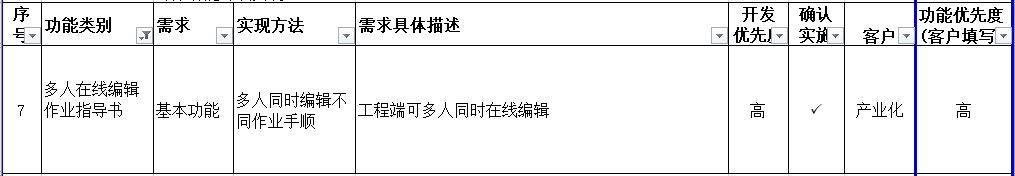 序
号
功能类别
需求
实现方法
需求具体描述
开发
优先
确认
实施
客户
功能优先度
(客户填写
7
多人在线编辑
作业指导书
基本功能
多人同时编辑不
同作业手顺
工程端可多人同时在线编辑
高
✓
产业化
高